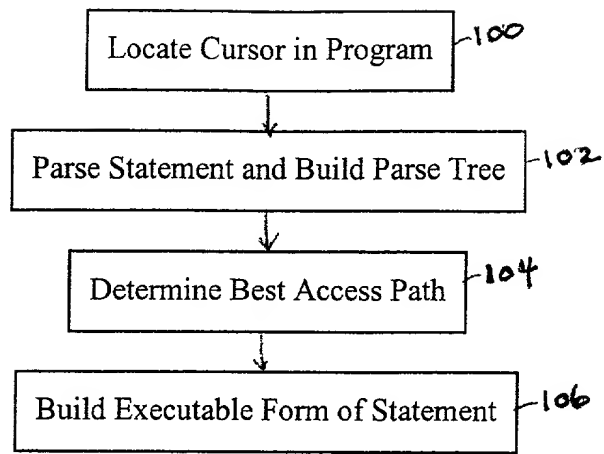 Locate Cursor in Program
100
Parse Statement and Build Parse Tree
102
Determine Best Access Path
104
Build Executable Form of Statement
106